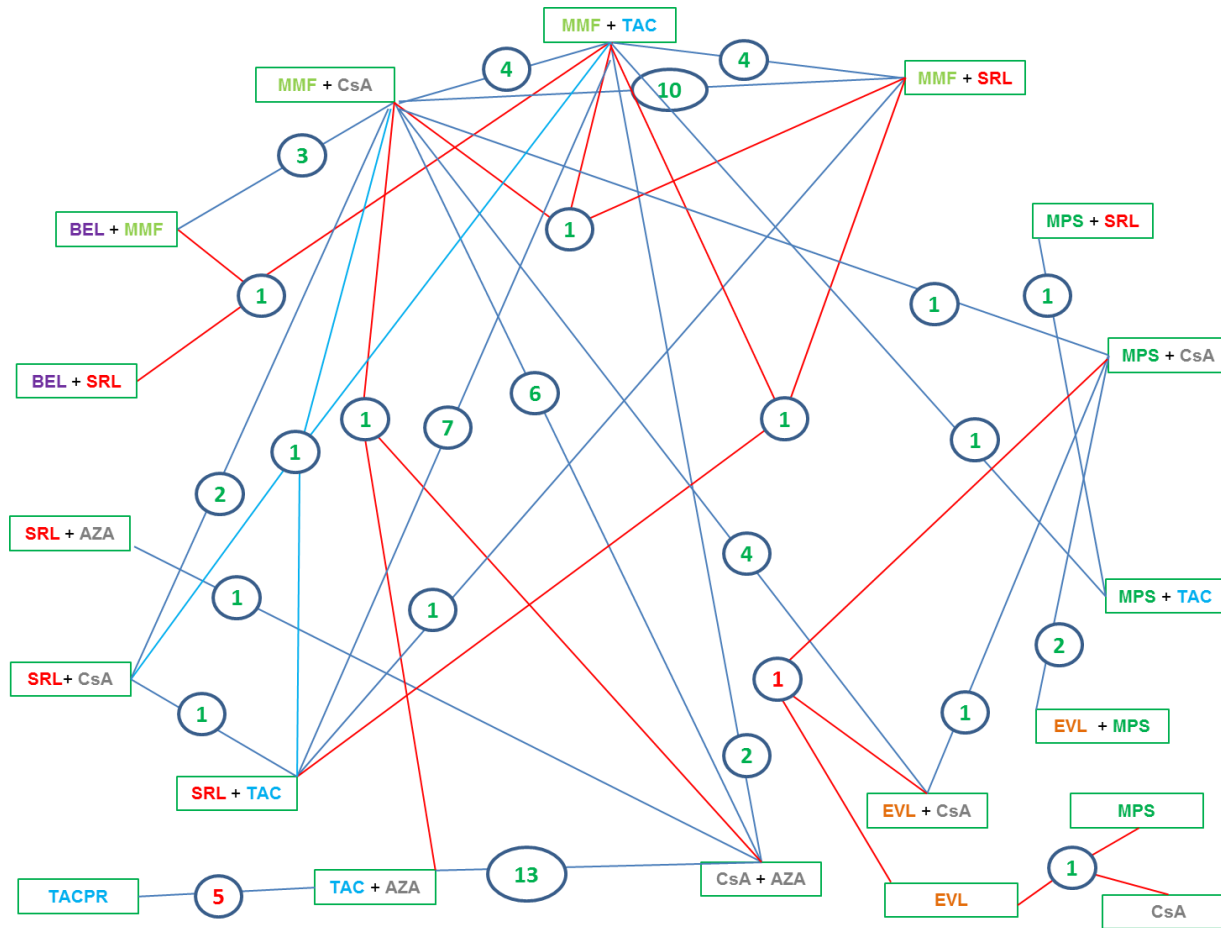 MMF + TAC
4
4
MMF + CsA
MMF + SRL
10
3
BEL + MMF
MPS + SRL
1
1
1
1
MPS + CsA
BEL + SRL
6
1
1
7
1
1
2
SRL + AZA
4
1
1
MPS + TAC
2
SRL+ CsA
1
1
1
EVL + MPS
2
SRL + TAC
EVL + CsA
MPS
1
13
TAC + AZA
CsA + AZA
TACPR
5
EVL
CsA